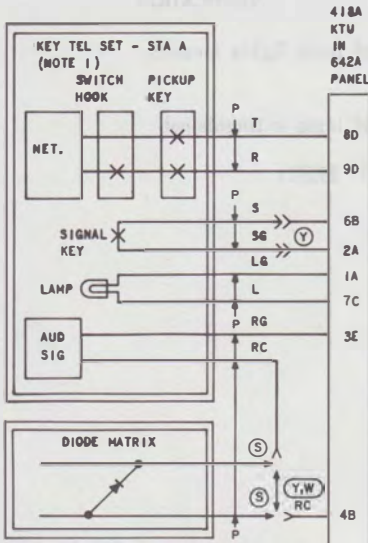 418A
KTU
IN
642A
PANEL
KEY TEL SET - STA A
(NOTE 1)
SWITCH HOOK
PICKUP KEY
NET.
P
T
8D
R
9D
P
S
6B
SIGNAL KEY
SG
Y
2A
LG
1A
LAMP
L
7C
P
RG
3E
AUD SIG
RC
DIODE MATRIX
S
Y,W
RC
S
4B
P